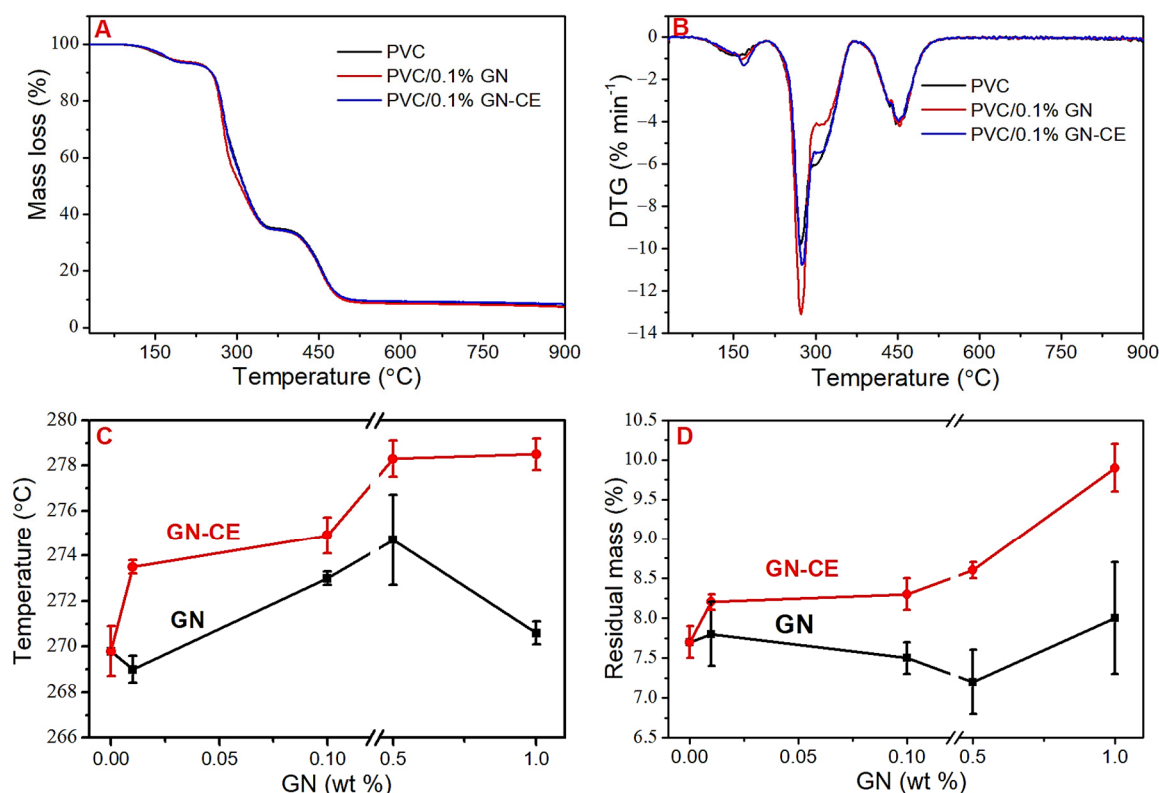 A
Mass loss (%)
100
80
60
40
20
0
PVC
PVC/0.1% GN
PVC/0.1% GN-CE
150
300
450
600
750
900
Temperature (°C)
B
DTG (% min⁻¹)
0
−2
−4
−6
−8
−10
−12
−14
PVC
PVC/0.1% GN
PVC/0.1% GN-CE
150
300
450
600
750
900
Temperature (°C)
C
Temperature (°C)
280
278
276
274
272
270
268
266
GN-CE
GN
0.00
0.05
0.10
0.5
1.0
GN (wt %)
D
Residual mass (%)
10.5
10.0
9.5
9.0
8.5
8.0
7.5
7.0
6.5
GN-CE
GN
0.00
0.05
0.10
0.5
1.0
GN (wt %)